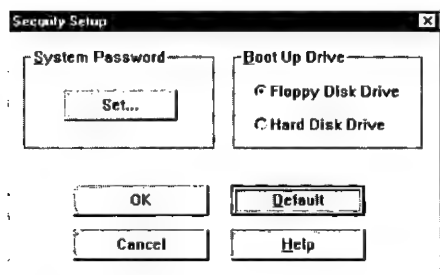 Security Setup
System Password
Set...
Boot Up Drive
Floppy Disk Drive
Hard Disk Drive
OK
Default
Cancel
Help